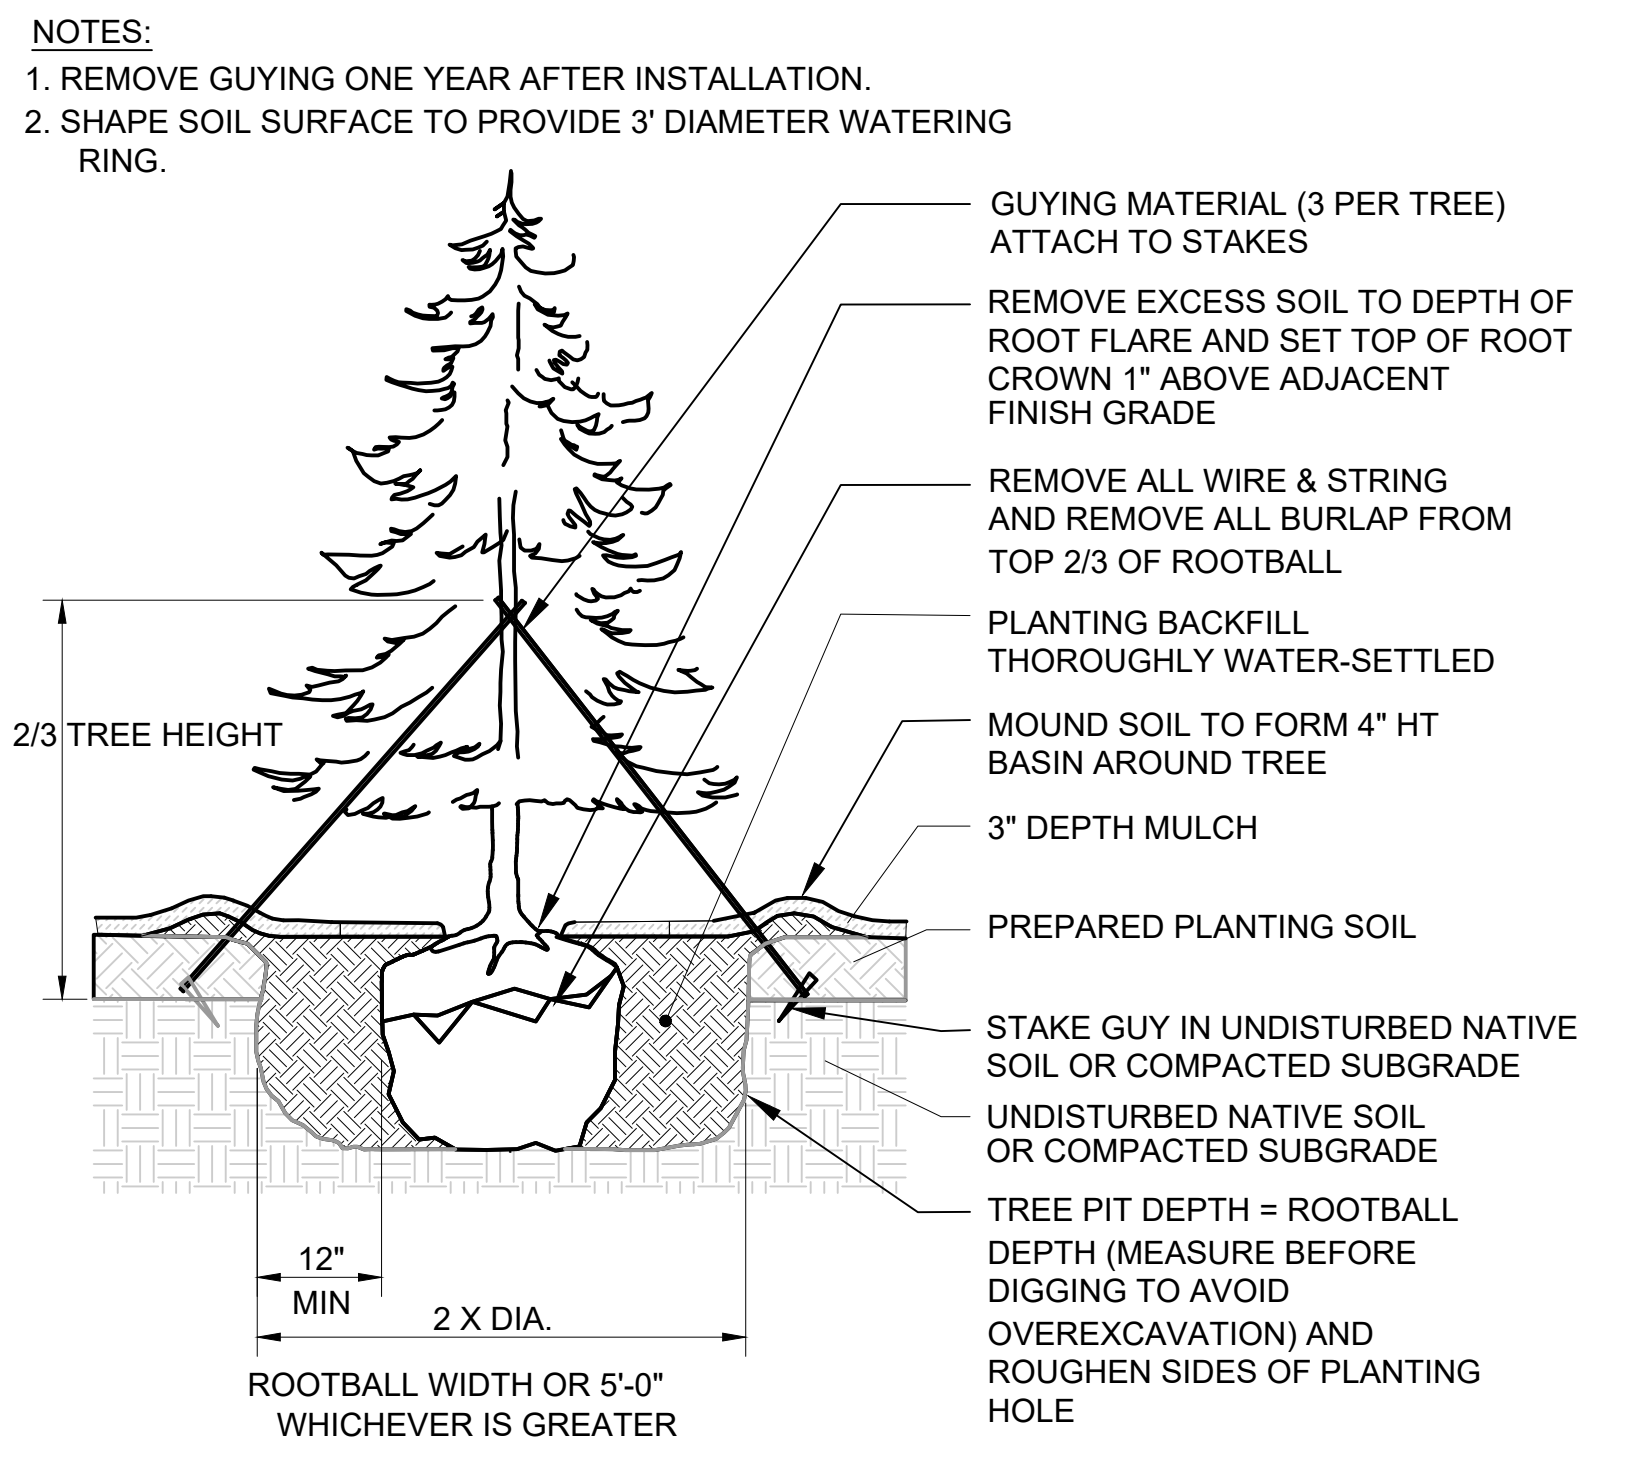 NOTES:
1. REMOVE GUYING ONE YEAR AFTER INSTALLATION.
2. SHAPE SOIL SURFACE TO PROVIDE 3' DIAMETER WATERING
RING.
GUYING MATERIAL (3 PER TREE)
ATTACH TO STAKES
REMOVE EXCESS SOIL TO DEPTH OF
ROOT FLARE AND SET TOP OF ROOT
CROWN 1" ABOVE ADJACENT
FINISH GRADE
REMOVE ALL WIRE & STRING
AND REMOVE ALL BURLAP FROM
TOP 2/3 OF ROOTBALL
PLANTING BACKFILL
THOROUGHLY WATER-SETTLED
2/3 TREE HEIGHT
MOUND SOIL TO FORM 4" HT
BASIN AROUND TREE
3" DEPTH MULCH
PREPARED PLANTING SOIL
STAKE GUY IN UNDISTURBED NATIVE
SOIL OR COMPACTED SUBGRADE
UNDISTURBED NATIVE SOIL
OR COMPACTED SUBGRADE
TREE PIT DEPTH = ROOTBALL
DEPTH (MEASURE BEFORE
DIGGING TO AVOID
OVEREXCAVATION) AND
ROUGHEN SIDES OF PLANTING
HOLE
12"
MIN
2 X DIA.
ROOTBALL WIDTH OR 5'-0"
WHICHEVER IS GREATER